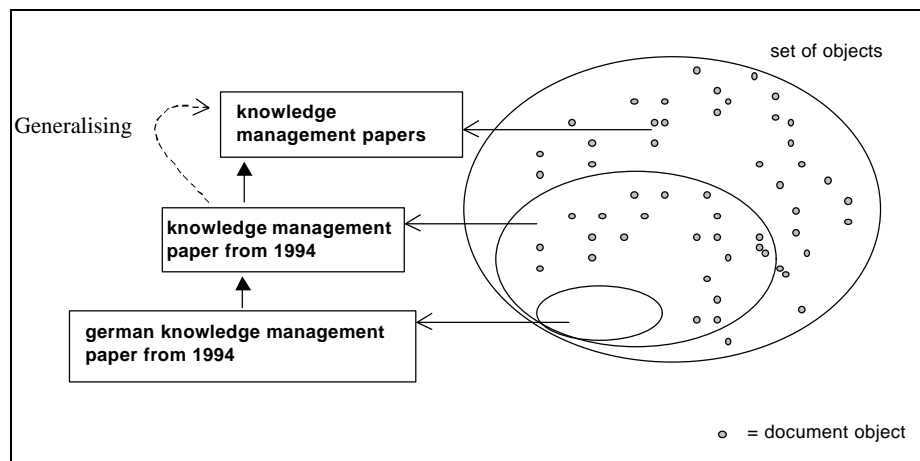 set of objects
knowledge
management papers
Generalising
knowledge management
paper from 1994
german knowledge management
paper from 1994
= document object